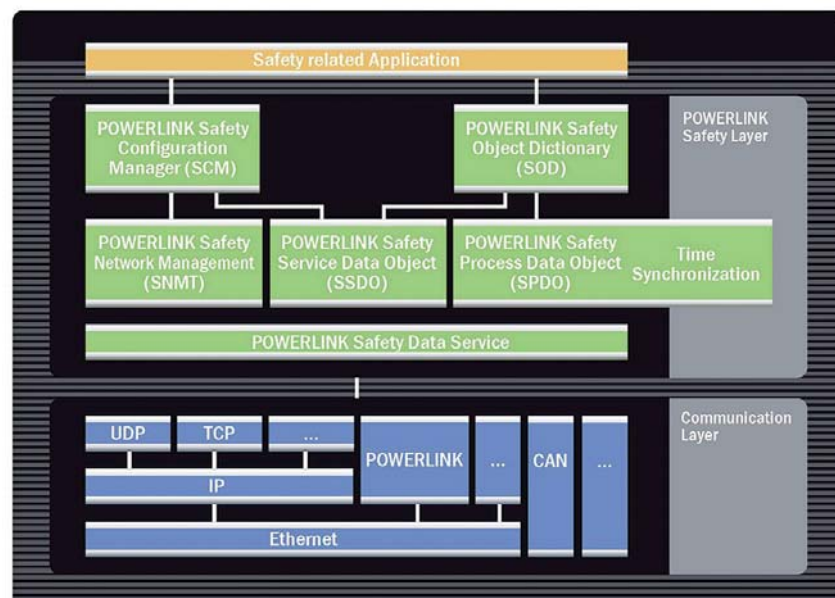 Safety related Application
POWERLINK Safety
Configuration
Manager (SCM)
POWERLINK Safety
Object Dictionary
(SOD)
POWERLINK
Safety Layer
POWERLINK Safety
Network Management
(SNMT)
POWERLINK Safety
Service Data Object
(SSDO)
POWERLINK Safety
Process Data Object
(SPDO)
Time
Synchronization
POWERLINK Safety Data Service
UDP
TCP
...
POWERLINK
...
CAN
...
Communication
Layer
IP
Ethernet